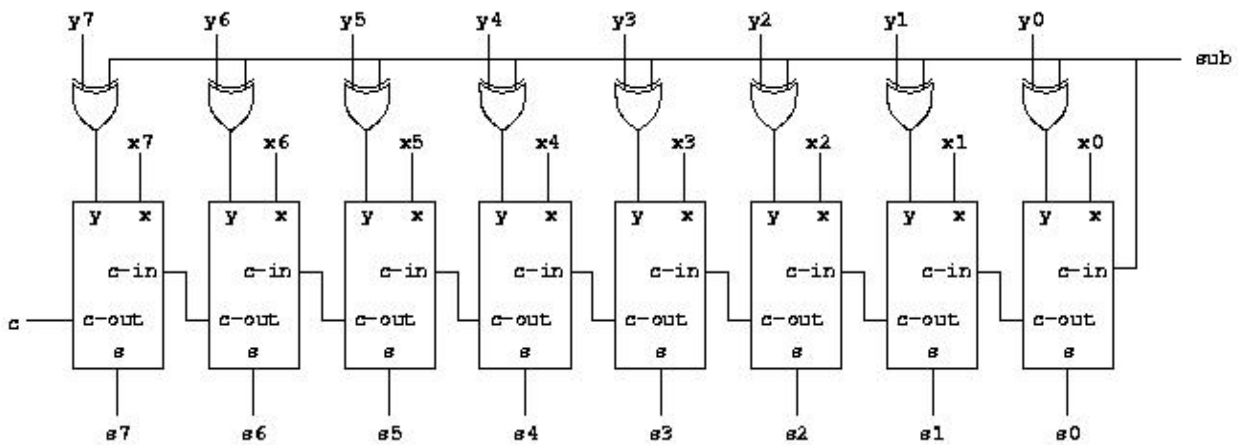 y7 y6 y5 y4 y3 y2 y1 y0
sub
x7 x6 x5 x4 x3 x2 x1 x0
y x y x y x y x y x y x y x y x
c-in c-in c-in c-in c-in c-in c-in c-in
c c-out c-out c-out c-out c-out c-out c-out c-out
s s s s s s s s
s7 s6 s5 s4 s3 s2 s1 s0